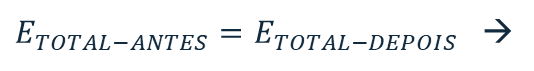 E_{TOTAL−ANTES} = E_{TOTAL−DEPOIS} →